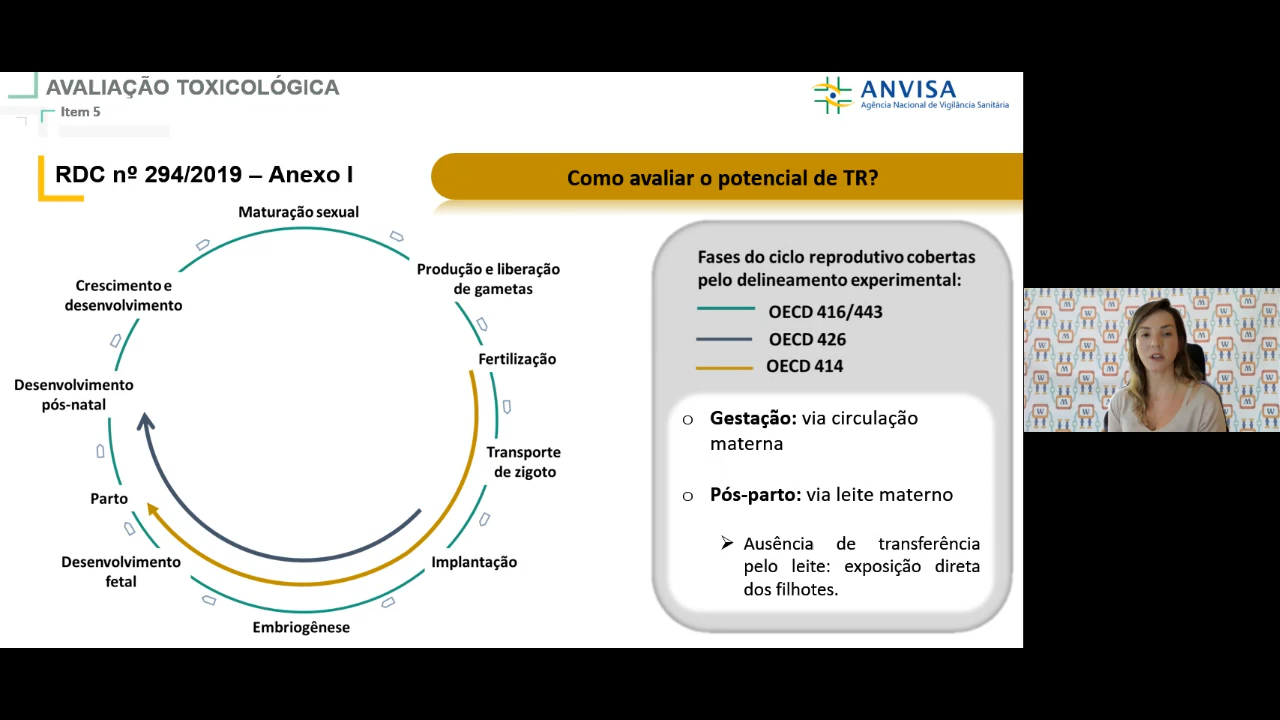 AVALIAÇÃO TOXICOLÓGICA
Item 5
ANVISA
Agência Nacional de Vigilância Sanitária
RDC nº 294/2019 – Anexo I
Como avaliar o potencial de TR?
Maturação sexual
Produção e liberação
de gametas
Fertilização
Transporte
de zigoto
Implantação
Embriogênese
Desenvolvimento
fetal
Parto
Desenvolvimento
pós-natal
Crescimento e
desenvolvimento
Fases do ciclo reprodutivo cobertas
pelo delineamento experimental:
OECD 416/443
OECD 426
OECD 414
o Gestação: via circulação
materna
o Pós-parto: via leite materno
➢ Ausência de transferência
pelo leite: exposição direta
dos filhotes.